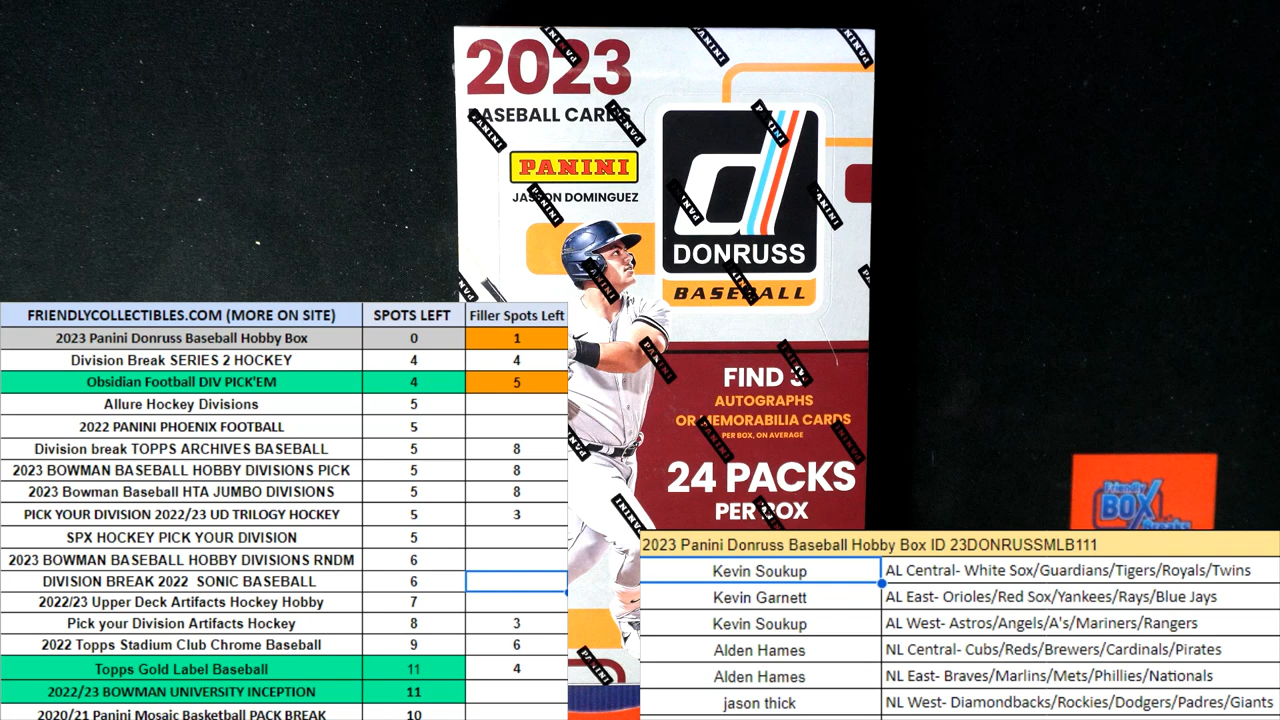 2023
BASEBALL CARDS
PANINI
JASSON DOMINGUEZ
d
DONRUSS
BASEBALL
FIND 3
AUTOGRAPHS
OR MEMORABILIA CARDS
PER BOX, ON AVERAGE
24 PACKS
PER BOX
Friendly
BOX
Breaks
FRIENDLYCOLLECTIBLES.COM (MORE ON SITE) SPOTS LEFT Filler Spots Left
2023 Panini Donruss Baseball Hobby Box 0 1
Division Break SERIES 2 HOCKEY 4 4
Obsidian Football DIV PICK'EM 4 5
Allure Hockey Divisions 5
2022 PANINI PHOENIX FOOTBALL 5
Division break TOPPS ARCHIVES BASEBALL 5 8
2023 BOWMAN BASEBALL HOBBY DIVISIONS PICK 5 8
2023 Bowman Baseball HTA JUMBO DIVISIONS 5 8
PICK YOUR DIVISION 2022/23 UD TRILOGY HOCKEY 5 3
SPX HOCKEY PICK YOUR DIVISION 5
2023 BOWMAN BASEBALL HOBBY DIVISIONS RNDM 6
DIVISION BREAK 2022 SONIC BASEBALL 6
2022/23 Upper Deck Artifacts Hockey Hobby 7
Pick your Division Artifacts Hockey 8 3
2022 Topps Stadium Club Chrome Baseball 9 6
Topps Gold Label Baseball 11 4
2022/23 BOWMAN UNIVERSITY INCEPTION 11
2020/21 Panini Mosaic Basketball PACK BREAK 10
2023 Panini Donruss Baseball Hobby Box ID 23DONRUSSMLB111
Kevin Soukup AL Central- White Sox/Guardians/Tigers/Royals/Twins
Kevin Garnett AL East- Orioles/Red Sox/Yankees/Rays/Blue Jays
Kevin Soukup AL West- Astros/Angels/A's/Mariners/Rangers
Alden Hames NL Central- Cubs/Reds/Brewers/Cardinals/Pirates
Alden Hames NL East- Braves/Marlins/Mets/Phillies/Nationals
jason thick NL West- Diamondbacks/Rockies/Dodgers/Padres/Giants